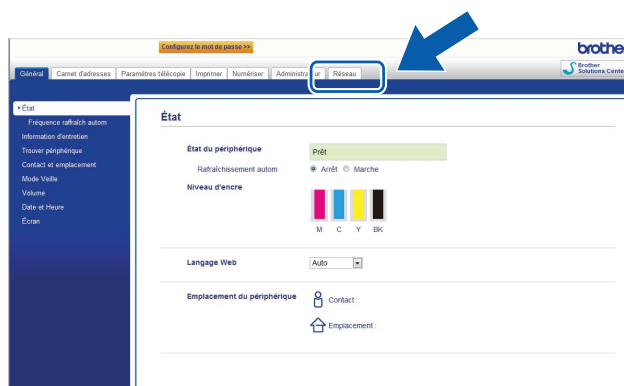 Configurez le mot de passe >>
brothe
Général Carnet d'adresses Paramètres télécopie Imprimer Numériser Administra ur Réseau
Brother
Solutions Cente
État
État
Fréquence rafraîch autom
Information d'entretien
Trouver périphérique
Contact et emplacement
Mode Veille
Volume
Date et Heure
Écran
État du périphérique Prêt
Rafraîchissement autom Arrêt Marche
Niveau d'encre
M C Y BK
Langage Web Auto
Emplacement du périphérique Contact :
Emplacement :